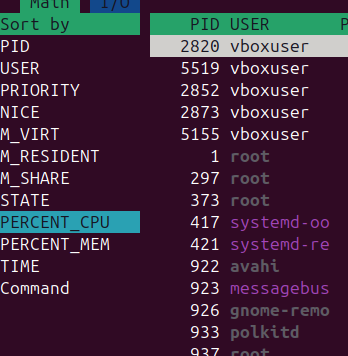 Main I/O
Sort by PID USER P
PID 2820 vboxuser
USER 5519 vboxuser
PRIORITY 2852 vboxuser
NICE 2873 vboxuser
M_VIRT 5155 vboxuser
M_RESIDENT 1 root
M_SHARE 297 root
STATE 373 root
PERCENT_CPU 417 systemd-oo
PERCENT_MEM 421 systemd-re
TIME 922 avahi
Command 923 messagebus
926 gnome-remo
933 polkitd
937 root